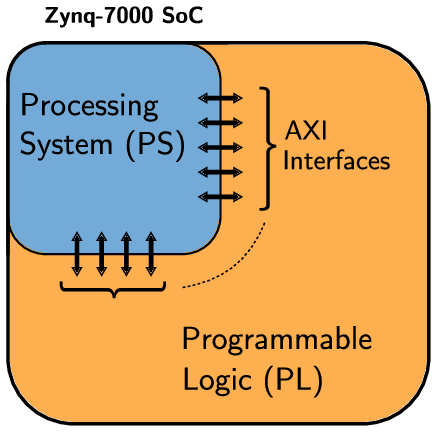 Zynq-7000 SoC
Processing
System (PS)
AXI
Interfaces
Programmable
Logic (PL)